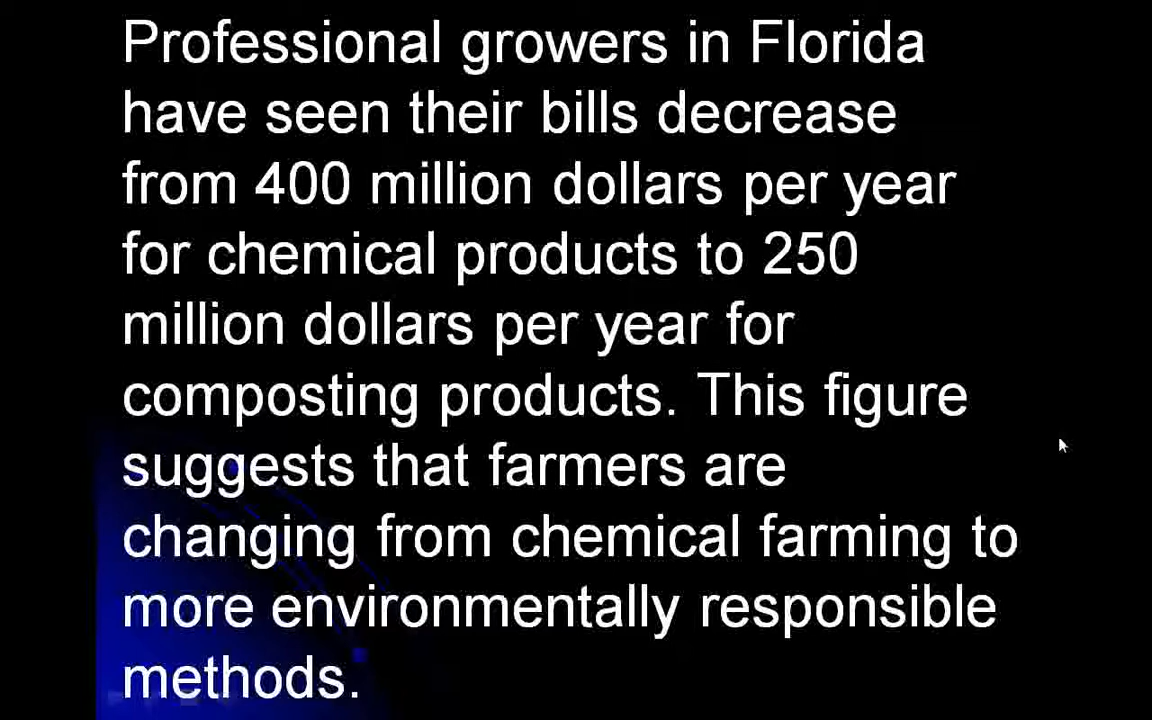 Professional growers in Florida
have seen their bills decrease
from 400 million dollars per year
for chemical products to 250
million dollars per year for
composting products. This figure
suggests that farmers are
changing from chemical farming to
more environmentally responsible
methods.